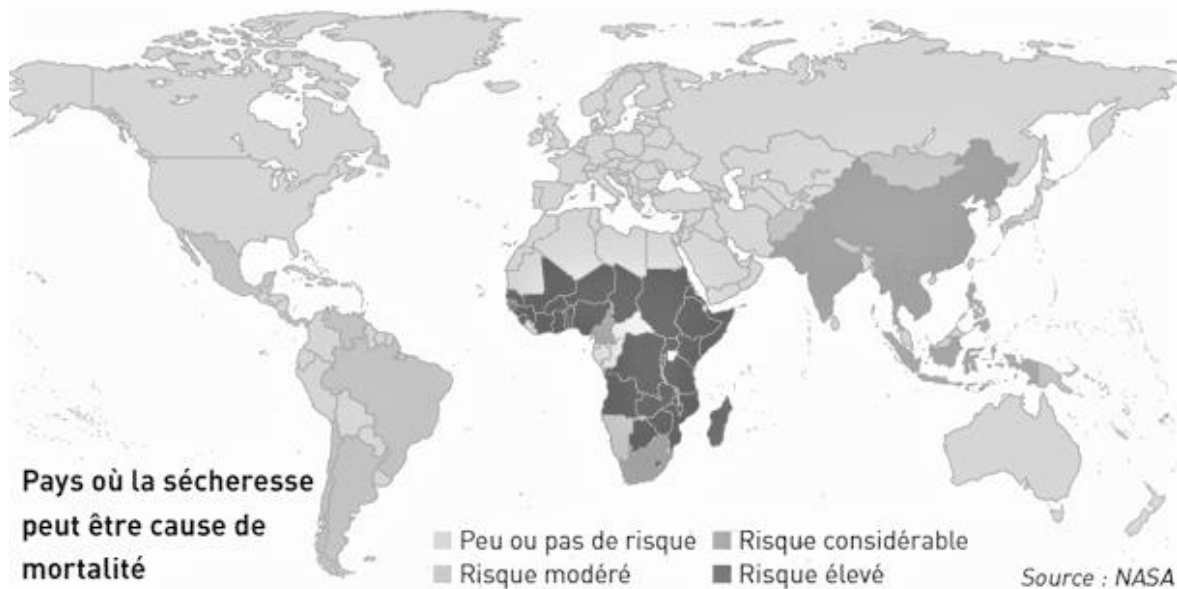 Pays où la sécheresse
peut être cause de
mortalité
Peu ou pas de risque
Risque modéré
Risque considérable
Risque élevé
Source : NASA